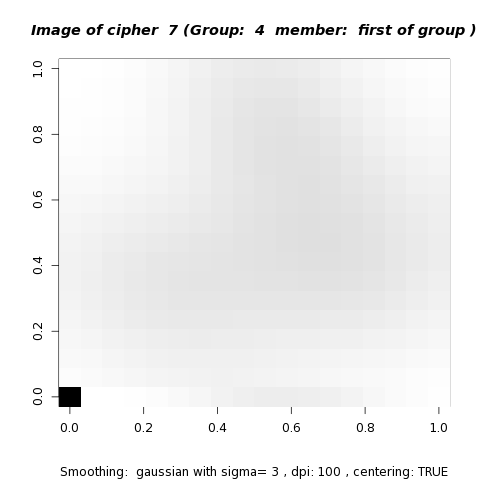 Image of cipher 7 (Group: 4 member: first of group )
1.0
0.8
0.6
0.4
0.2
0.0
0.0 0.2 0.4 0.6 0.8 1.0
Smoothing: gaussian with sigma= 3 , dpi: 100 , centering: TRUE